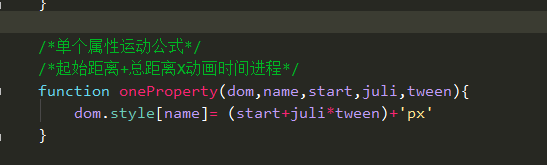 }
/*单个属性运动公式*/
/*起始距离+总距离X动画时间进程*/
function oneProperty(dom,name,start,juli,tween){
dom.style[name]= (start+juli*tween)+'px'
}